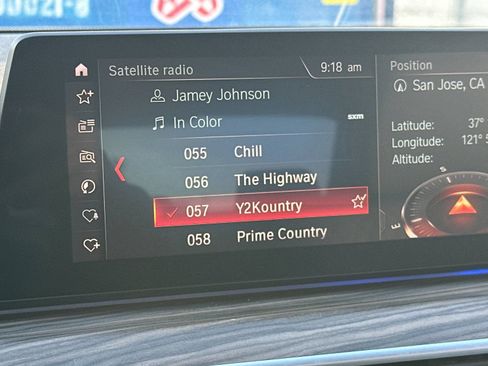 Satellite radio
9:18 am
Jamey Johnson
In Color
sxm
055 Chill
056 The Highway
057 Y2Kountry
058 Prime Country
Position
San Jose, CA
Latitude: 37°
Longitude: 121°
Altitude:
S
E